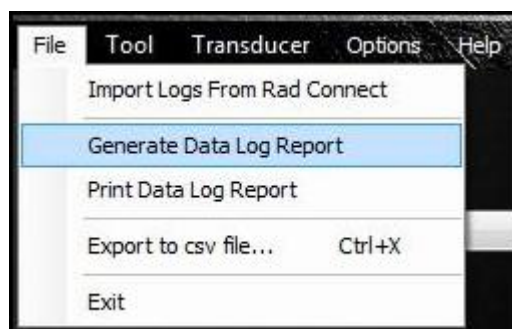 File Tool Transducer Options Help
Import Logs From Rad Connect
Generate Data Log Report
Print Data Log Report
Export to csv file... Ctrl+X
Exit